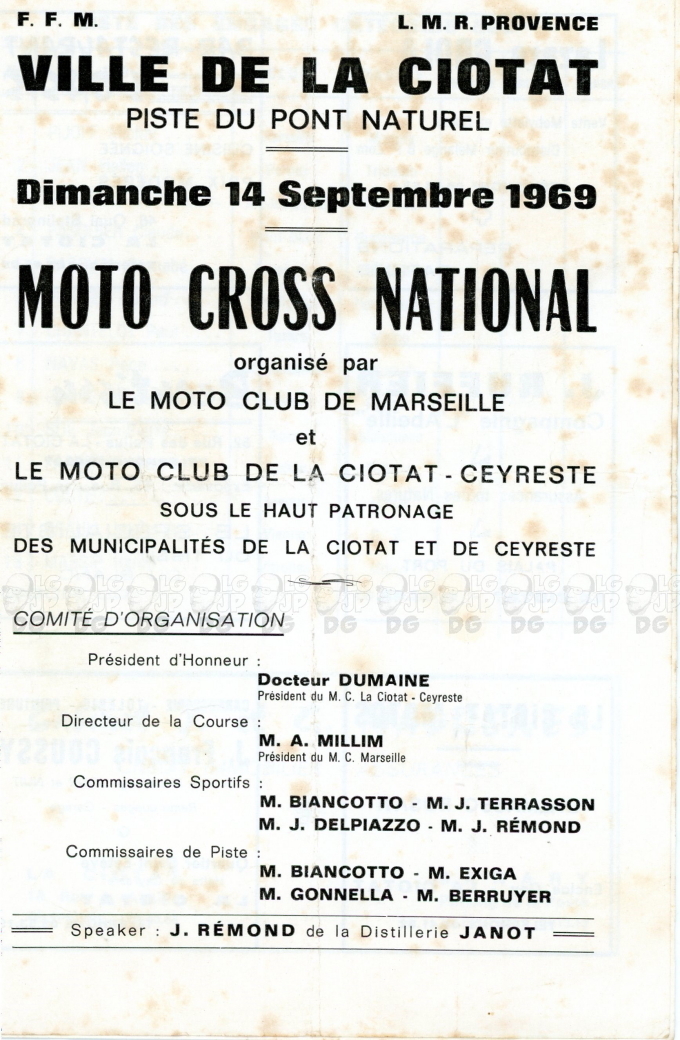 F. F. M. L. M. R. PROVENCE
VILLE DE LA CIOTAT
PISTE DU PONT NATUREL
Dimanche 14 Septembre 1969
MOTO CROSS NATIONAL
organisé par
LE MOTO CLUB DE MARSEILLE
et
LE MOTO CLUB DE LA CIOTAT - CEYRESTE
SOUS LE HAUT PATRONAGE
DES MUNICIPALITÉS DE LA CIOTAT ET DE CEYRESTE
COMITÉ D'ORGANISATION
Président d'Honneur :
Docteur DUMAINE
Président du M. C. La Ciotat - Ceyreste
Directeur de la Course :
M. A. MILLIM
Président du M. C. Marseille
Commissaires Sportifs :
M. BIANCOTTO - M. J. TERRASSON
M. J. DELPIAZZO - M. J. RÉMOND
Commissaires de Piste :
M. BIANCOTTO - M. EXIGA
M. GONNELLA - M. BERRUYER
Speaker : J. RÉMOND de la Distillerie JANOT